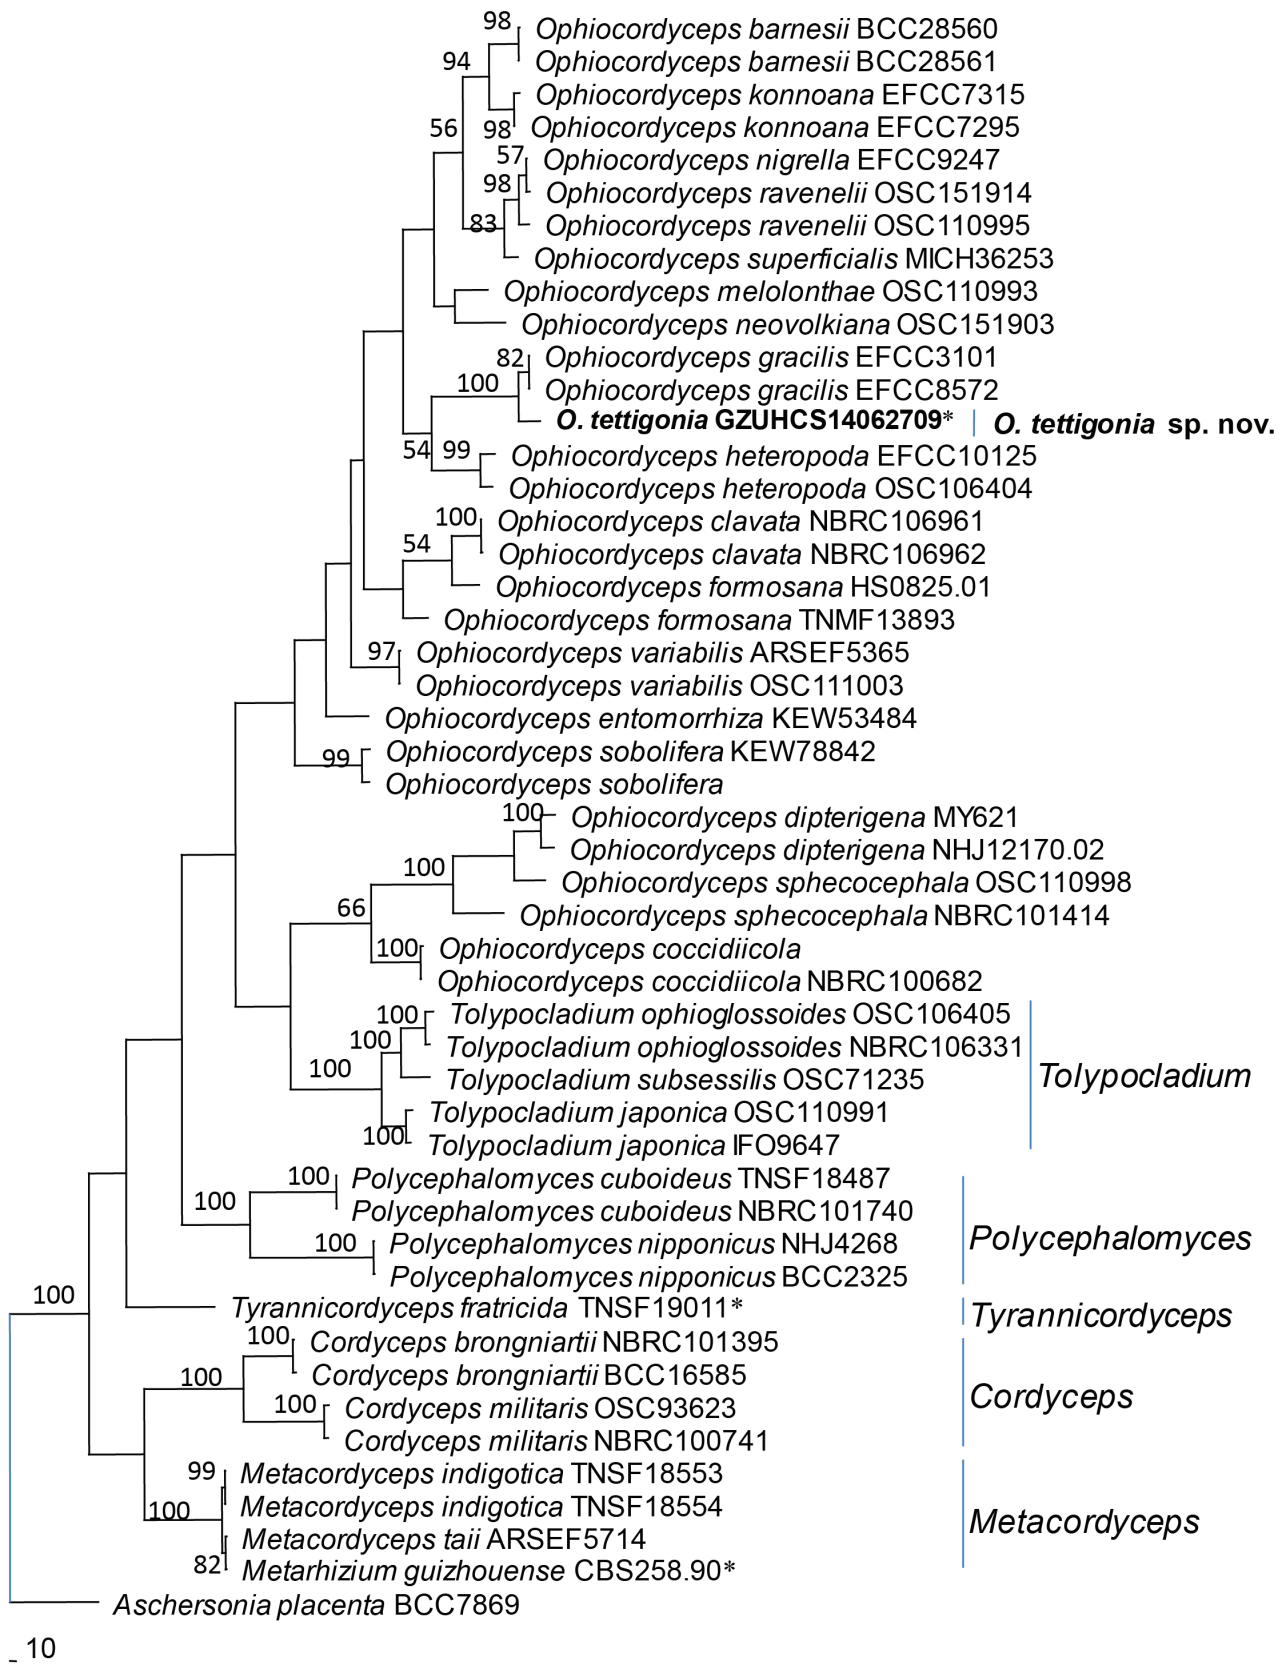 98 Ophiocordyceps barnesii BCC28560
Ophiocordyceps barnesii BCC28561
94
Ophiocordyceps konnoana EFCC7315
56 98 Ophiocordyceps konnoana EFCC7295
57 Ophiocordyceps nigrella EFCC9247
98 Ophiocordyceps ravenelii OSC151914
83 Ophiocordyceps ravenelii OSC110995
Ophiocordyceps superficialis MICH36253
Ophiocordyceps melolonthae OSC110993
Ophiocordyceps neovolkiana OSC151903
82 Ophiocordyceps gracilis EFCC3101
100 Ophiocordyceps gracilis EFCC8572
O. tettigonia GZUHCS14062709* O. tettigonia sp. nov.
54 99 Ophiocordyceps heteropoda EFCC10125
Ophiocordyceps heteropoda OSC106404
100 Ophiocordyceps clavata NBRC106961
54 Ophiocordyceps clavata NBRC106962
Ophiocordyceps formosana HS0825.01
Ophiocordyceps formosana TNMF13893
97 Ophiocordyceps variabilis ARSEF5365
Ophiocordyceps variabilis OSC111003
Ophiocordyceps entomorrhiza KEW53484
99 Ophiocordyceps sobolifera KEW78842
Ophiocordyceps sobolifera
100 Ophiocordyceps dipterigena MY621
Ophiocordyceps dipterigena NHJ12170.02
100 Ophiocordyceps sphecocephala OSC110998
66 Ophiocordyceps sphecocephala NBRC101414
100 Ophiocordyceps coccidiicola
Ophiocordyceps coccidiicola NBRC100682
100 Tolypocladium ophioglossoides OSC106405
100 Tolypocladium ophioglossoides NBRC106331
100 Tolypocladium subsessilis OSC71235
Tolypocladium
Tolypocladium japonica OSC110991
100 Tolypocladium japonica IFO9647
100 Polycephalomyces cuboideus TNSF18487
100 Polycephalomyces cuboideus NBRC101740
Polycephalomyces
100 Polycephalomyces nipponicus NHJ4268
Polycephalomyces nipponicus BCC2325
100 Tyrannicordyceps fratricida TNSF19011* Tyrannicordyceps
100 Cordyceps brongniartii NBRC101395
100 Cordyceps brongniartii BCC16585
Cordyceps
100 Cordyceps militaris OSC93623
Cordyceps militaris NBRC100741
99 Metacordyceps indigotica TNSF18553
100 Metacordyceps indigotica TNSF18554
Metacordyceps
Metacordyceps taii ARSEF5714
82 Metarhizium guizhouense CBS258.90*
Aschersonia placenta BCC7869
10